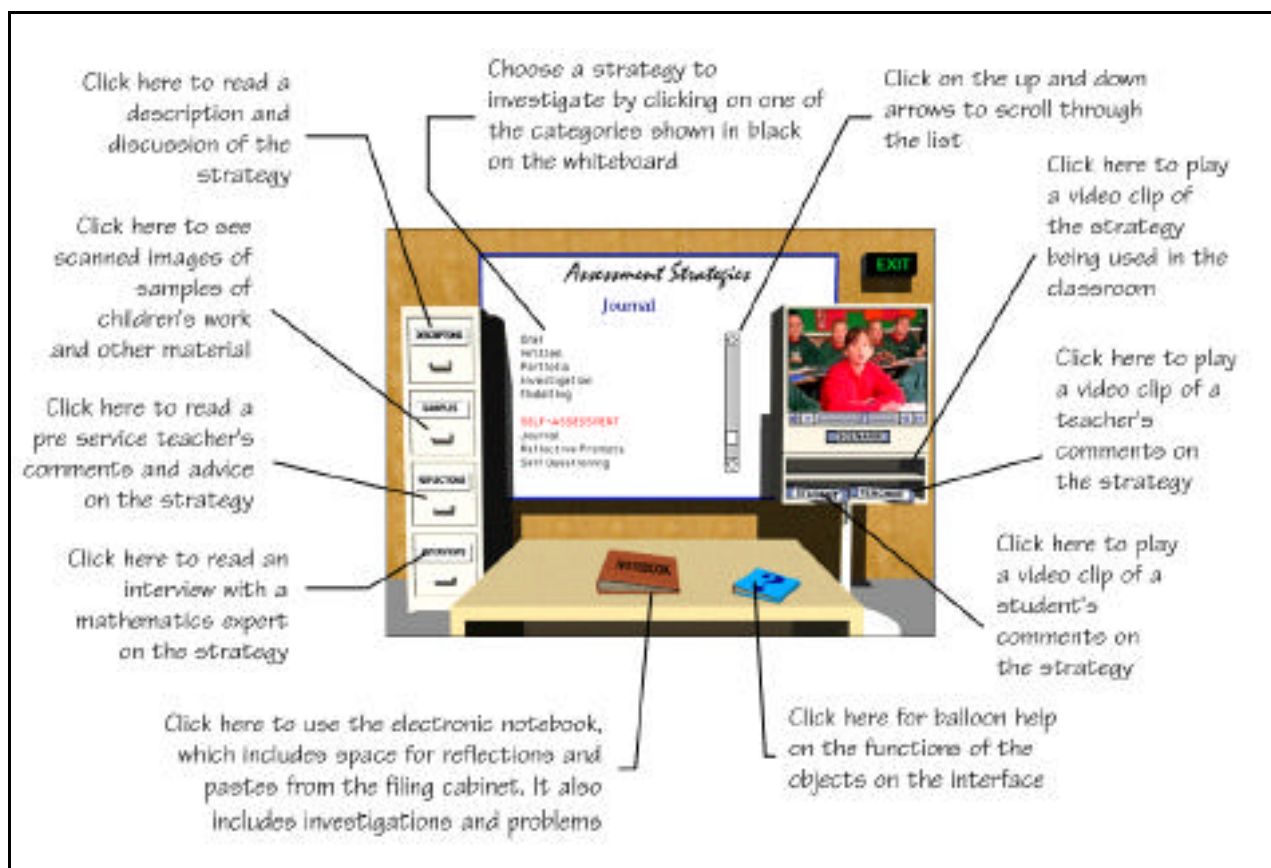 Click here to read a
description and
discussion of the
strategy
Choose a strategy to
investigate by clicking on one of
the categories shown in black
on the whiteboard
Click on the up and down
arrows to scroll through
the list
Click here to see
scanned images of
samples of
children's work
and other material
Click here to play
a video clip of
the strategy
being used in the
classroom
Click here to read a
pre service teacher's
comments and advice
on the strategy
Click here to play
a video clip of a
teacher's
comments on
the strategy
Click here to read an
interview with a
mathematics expert
on the strategy
Click here to play
a video clip of a
student's
comments on
the strategy
Click here to use the electronic notebook,
which includes space for reflections and
pastes from the filing cabinet. It also
includes investigations and problems
Click here for balloon help
on the functions of the
objects on the interface
Assessment Strategies
Journal
Oral
Written
Portfolio
Investigation
Modelling
SELF-ASSESSMENT
Journal
Reflective Prompts
Self Questioning
EXIT
DESCRIPTIONS
SAMPLES
REFLECTIONS
INTERVIEWS
SCENARIO
STUDENT
TEACHER
NOTEBOOK
?